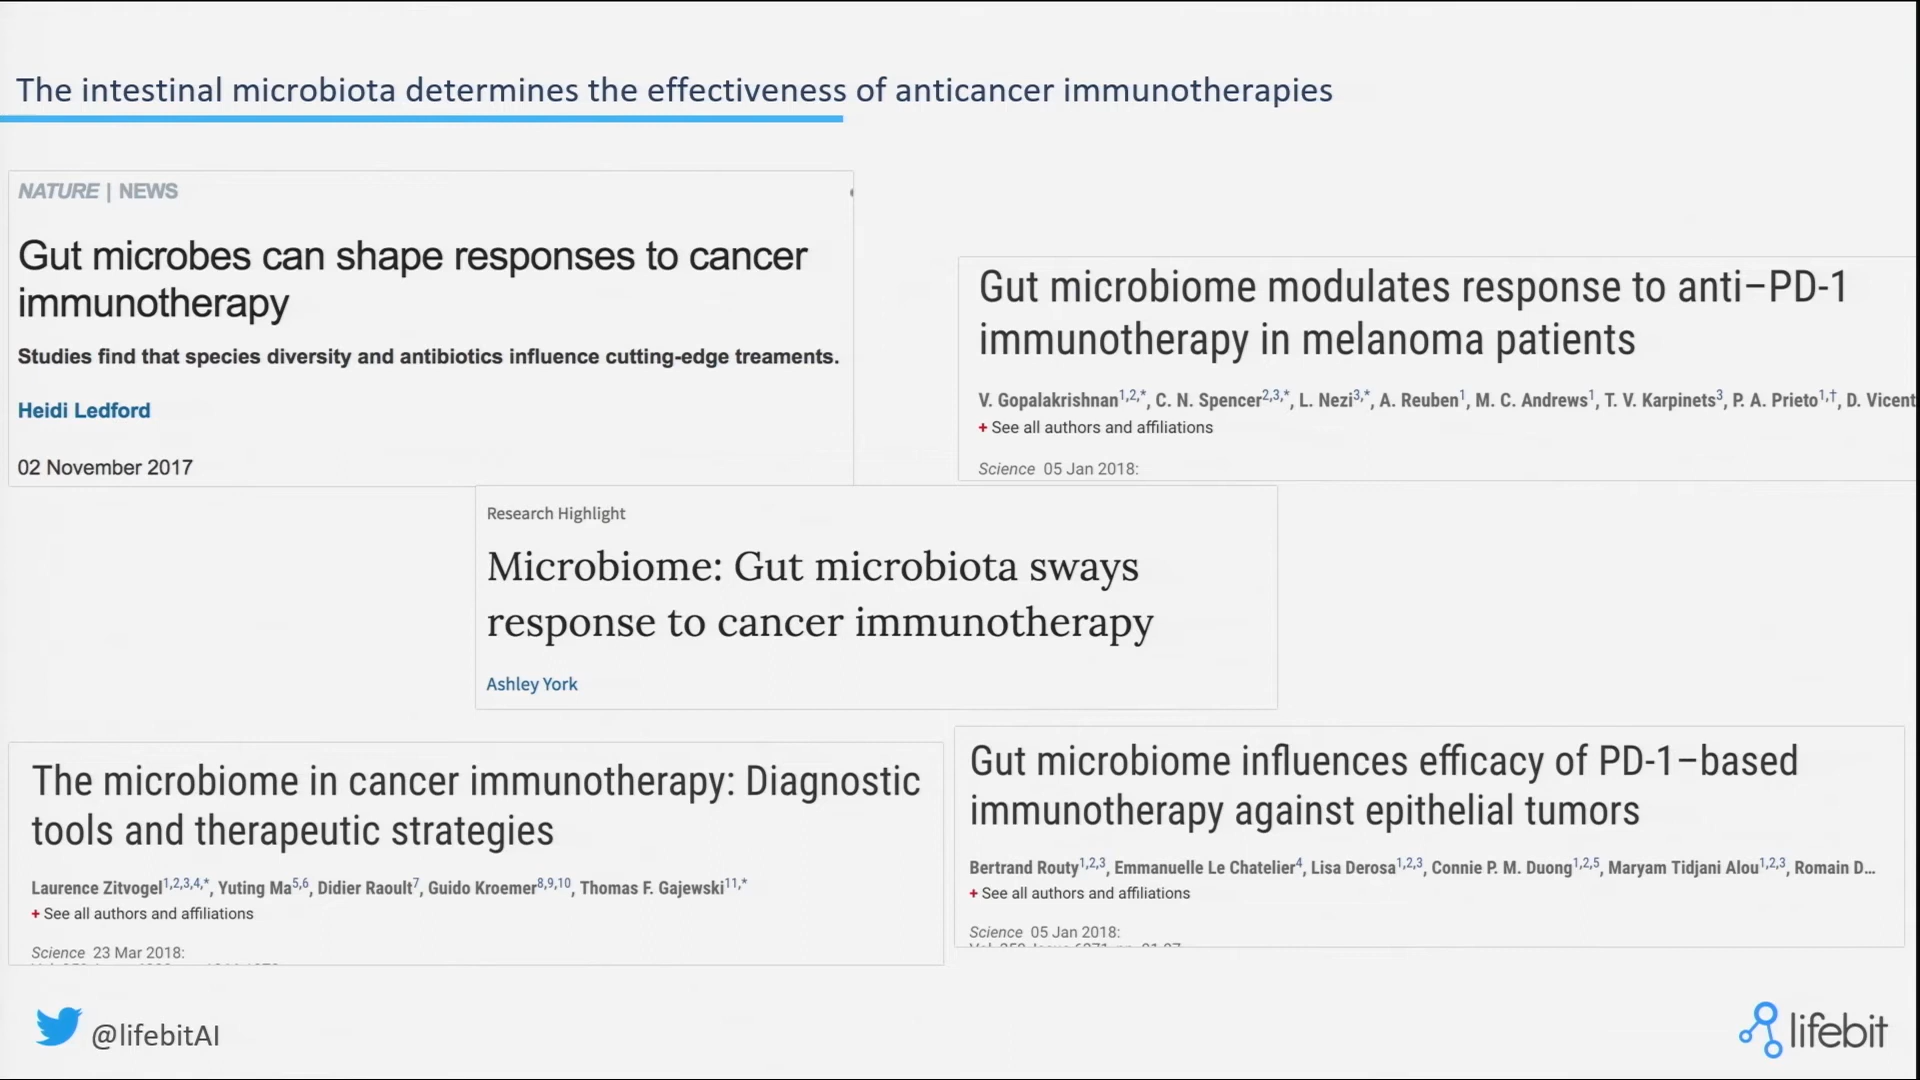 The intestinal microbiota determines the effectiveness of anticancer immunotherapies
NATURE | NEWS
Gut microbes can shape responses to cancer
immunotherapy
Studies find that species diversity and antibiotics influence cutting-edge treaments.
Heidi Ledford
02 November 2017
Gut microbiome modulates response to anti–PD-1
immunotherapy in melanoma patients
V. Gopalakrishnan1,2,*, C. N. Spencer2,3,*, L. Nezi3,*, A. Reuben1, M. C. Andrews1, T. V. Karpinets3, P. A. Prieto1,†, D. Vicent
+ See all authors and affiliations
Science 05 Jan 2018:
Research Highlight
Microbiome: Gut microbiota sways
response to cancer immunotherapy
Ashley York
The microbiome in cancer immunotherapy: Diagnostic
tools and therapeutic strategies
Laurence Zitvogel1,2,3,4,*, Yuting Ma5,6, Didier Raoult7, Guido Kroemer8,9,10, Thomas F. Gajewski11,*
+ See all authors and affiliations
Science 23 Mar 2018:
Gut microbiome influences efficacy of PD-1–based
immunotherapy against epithelial tumors
Bertrand Routy1,2,3, Emmanuelle Le Chatelier4, Lisa Derosa1,2,3, Connie P. M. Duong1,2,5, Maryam Tidjani Alou1,2,3, Romain D...
+ See all authors and affiliations
Science 05 Jan 2018:
@lifebitAI
lifebit